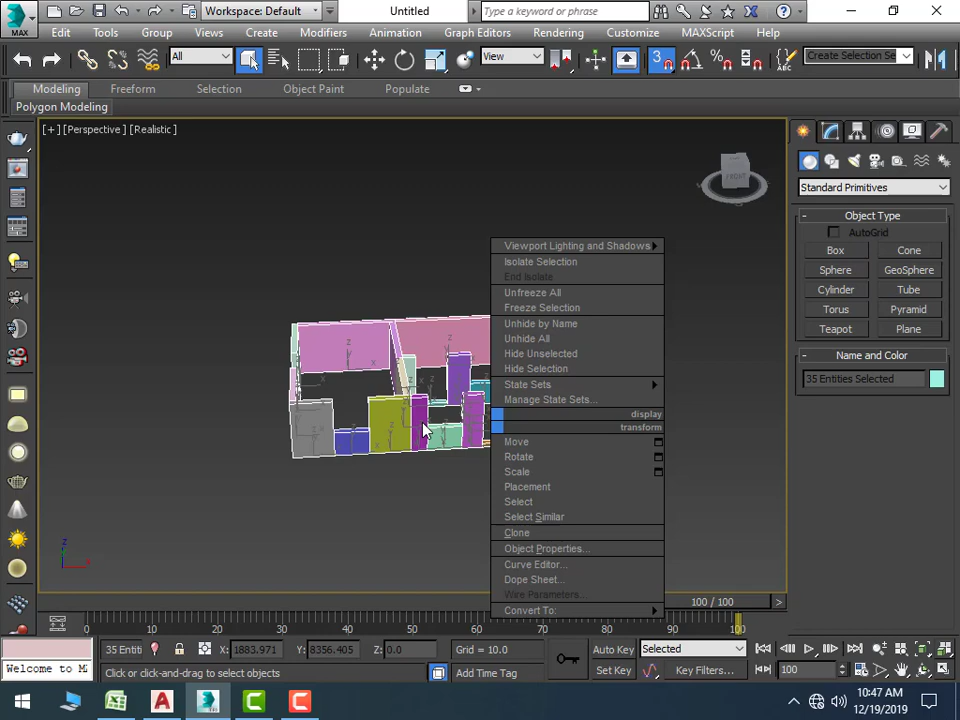 MAX
Workspace: Default
Untitled
Type a keyword or phrase
Edit
Tools
Group
Views
Create
Modifiers
Animation
Graph Editors
Rendering
Customize
MAXScript
Help
All
View
3
Create Selection Se
Modeling
Freeform
Selection
Object Paint
Populate
Polygon Modeling
[+] [Perspective] [Realistic]
FRONT
Viewport Lighting and Shadows
Isolate Selection
End Isolate
Unfreeze All
Freeze Selection
Unhide by Name
Unhide All
Hide Unselected
Hide Selection
State Sets
Manage State Sets...
display
transform
Move
Rotate
Scale
Placement
Select
Select Similar
Clone
Object Properties...
Curve Editor...
Dope Sheet...
Wire Parameters...
Convert To:
Standard Primitives
Object Type
AutoGrid
Box
Cone
Sphere
GeoSphere
Cylinder
Tube
Torus
Pyramid
Teapot
Plane
Name and Color
35 Entities Selected
100 / 100
0 10 20 30 40 50 60 70 80 90 100
35 Entiti
X: 1883.971
Y: 8356.405
Z: 0.0
Grid = 10.0
Auto Key
Selected
Welcome to M
Click or click-and-drag to select objects
Add Time Tag
Set Key
Key Filters...
100
10:47 AM
12/19/2019